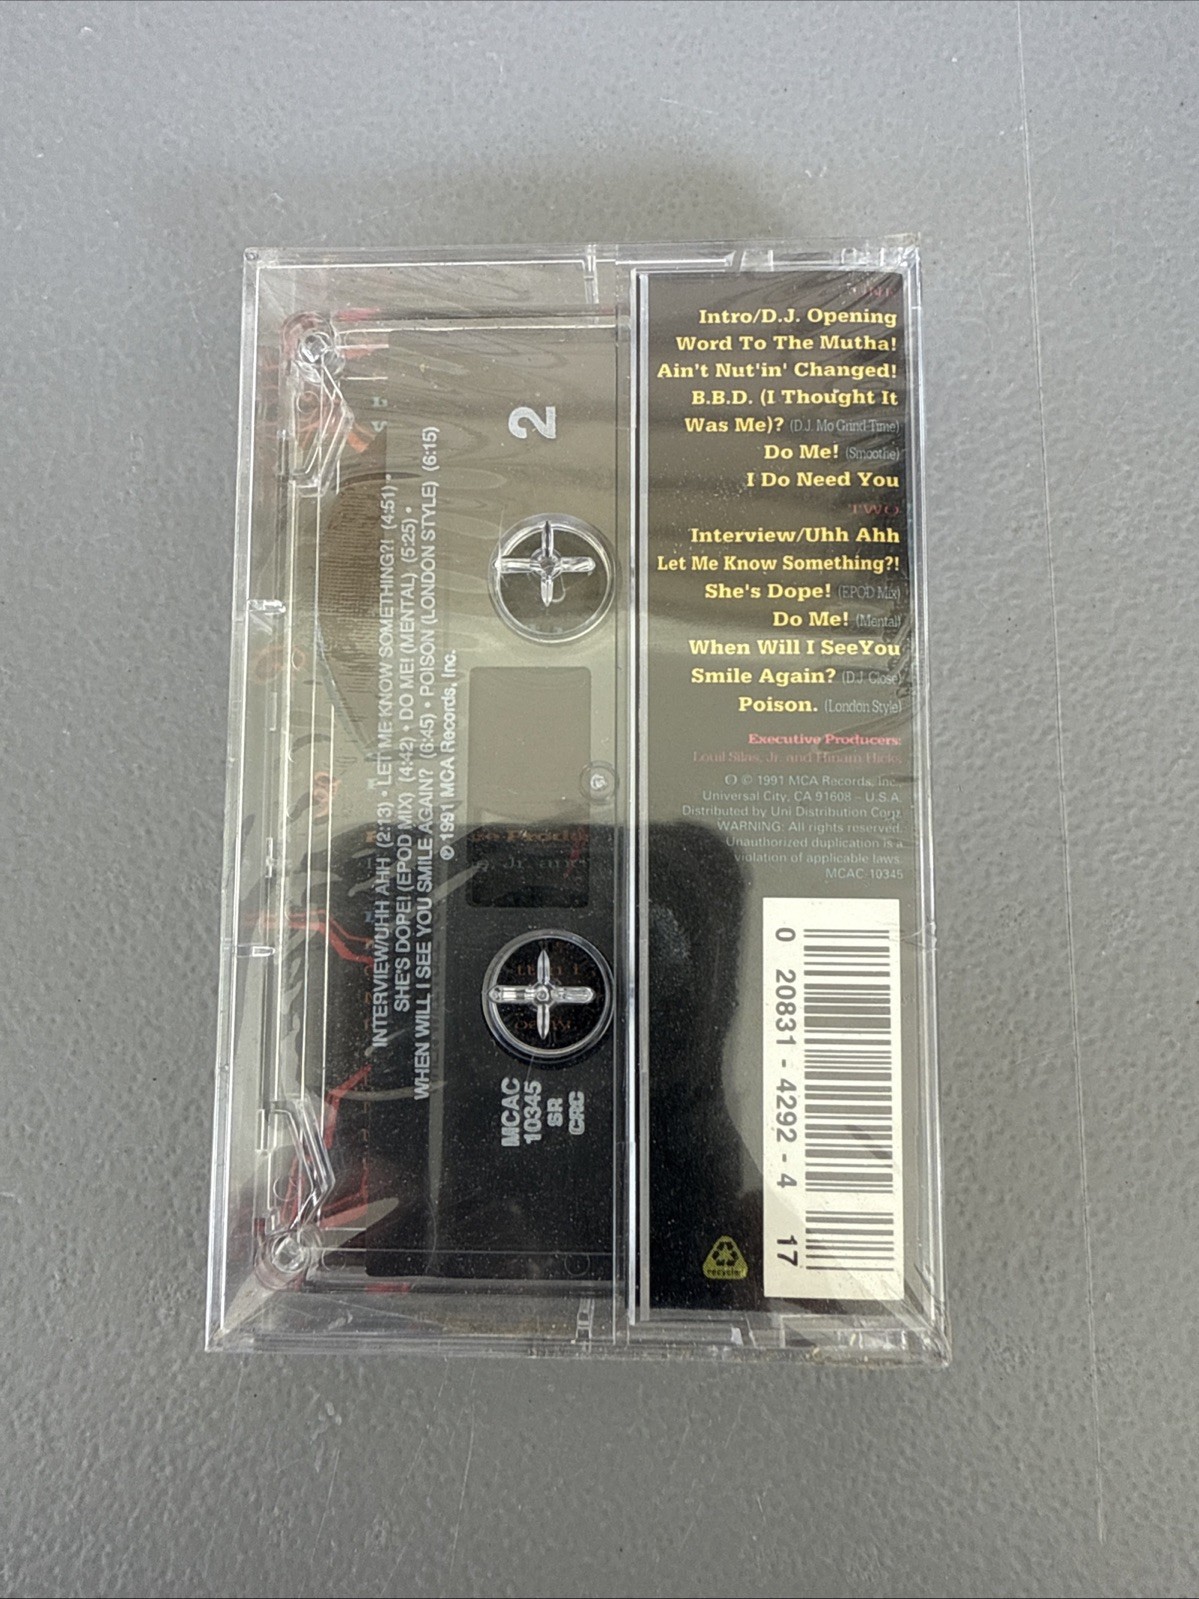 Intro/D.J. Opening
Word To The Mutha!
Ain't Nut'in' Changed!
B.B.D. (I Thought It
Was Me)? (D.J. Mo Grind-Time)
Do Me! (Smoothe)
I Do Need You
TWO
Interview/Uhh Ahh
Let Me Know Something?!
She's Dope! (EPOD Mix)
Do Me! (Mental)
When Will I SeeYou
Smile Again? (D.J. Close)
Poison. (London Style)
Executive Producers:
Louil Silas, Jr. and Hiriam Hicks.
℗ © 1991 MCA Records, Inc.,
Universal City, CA 91608 – U.S.A.
Distributed by Uni Distribution Corp.
WARNING: All rights reserved.
Unauthorized duplication is a
violation of applicable laws.
MCAC 10345
0 20831 - 4292 - 4 17
recycle
2
INTERVIEW/UHH AHH (2:13) • LET ME KNOW SOMETHING?! (4:51) •
SHE'S DOPE! (EPOD MIX) (4:42) • DO ME! (MENTAL) (5:25) •
WHEN WILL I SEE YOU SMILE AGAIN? (6:45) • POISON (LONDON STYLE) (6:15)
℗ 1991 MCA Records, Inc.
MCAC
10345
SR
CRC